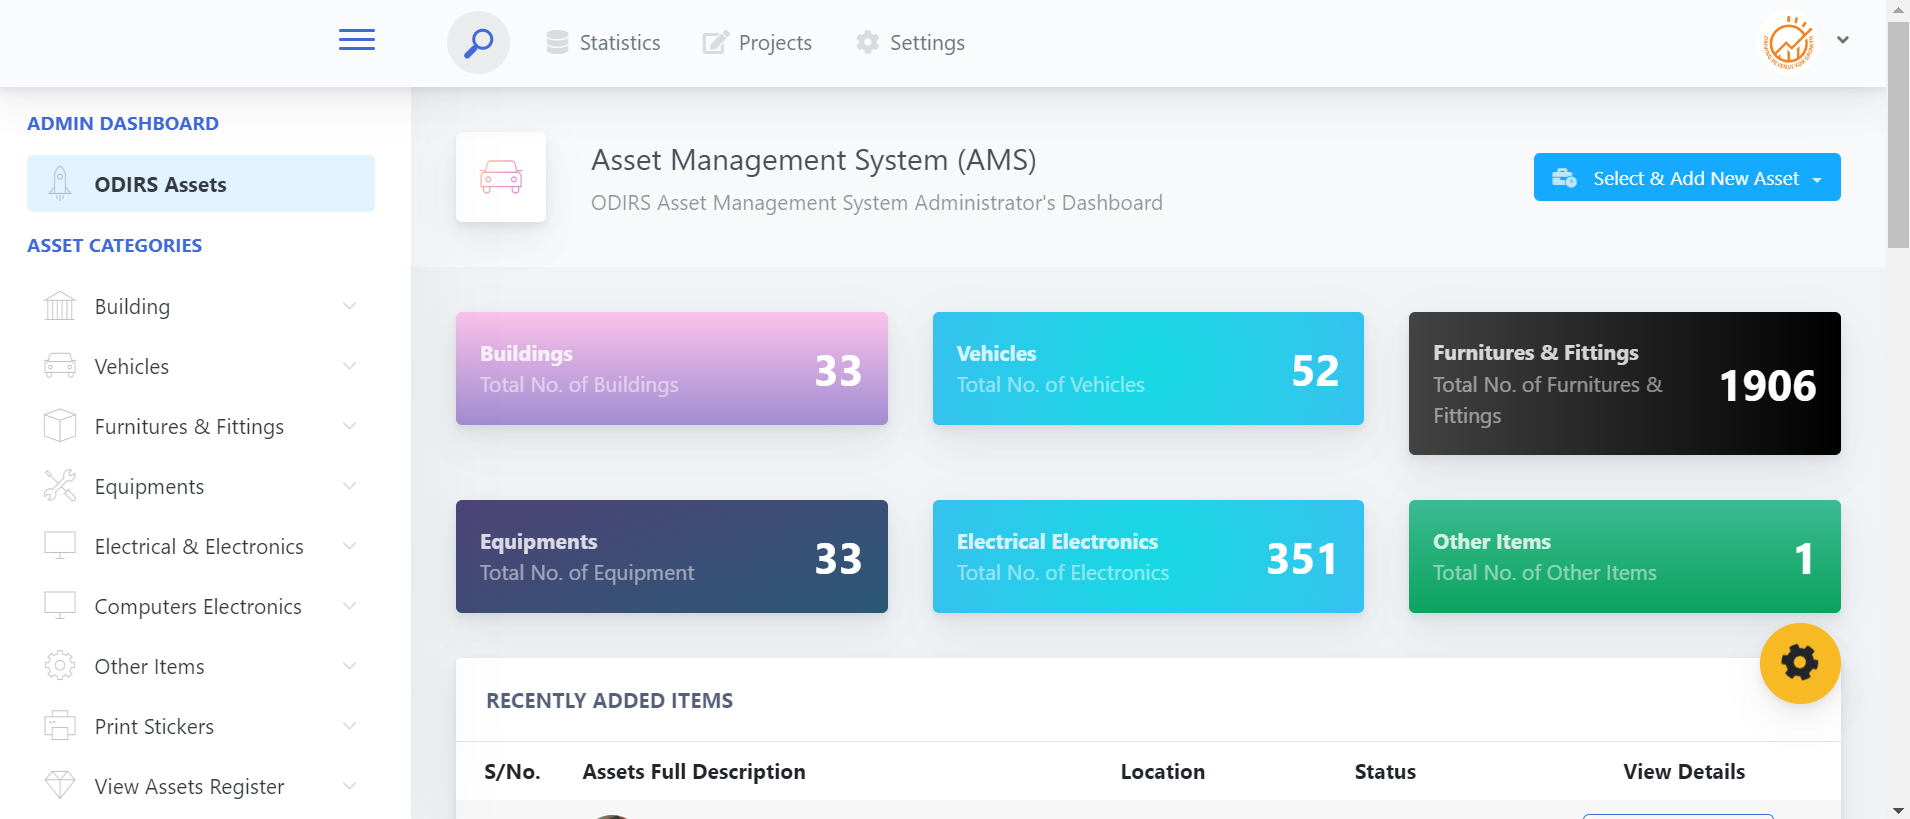 Statistics
Projects
Settings
DRIVING REVENUE FOR GROWTH
ADMIN DASHBOARD
ODIRS Assets
ASSET CATEGORIES
Building
Vehicles
Furnitures & Fittings
Equipments
Electrical & Electronics
Computers Electronics
Other Items
Print Stickers
View Assets Register
Asset Management System (AMS)
ODIRS Asset Management System Administrator's Dashboard
Select & Add New Asset
Buildings
Total No. of Buildings
33
Vehicles
Total No. of Vehicles
52
Furnitures & Fittings
Total No. of Furnitures &
Fittings
1906
Equipments
Total No. of Equipment
33
Electrical Electronics
Total No. of Electronics
351
Other Items
Total No. of Other Items
1
RECENTLY ADDED ITEMS
S/No. Assets Full Description Location Status View Details